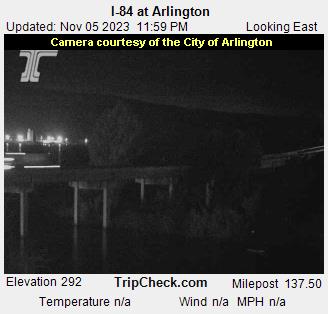 I-84 at Arlington
Updated: Nov 05 2023 11:59 PM Looking East
Camera courtesy of the City of Arlington
Elevation 292 TripCheck.com Milepost 137.50
Temperature n/a Wind n/a MPH n/a